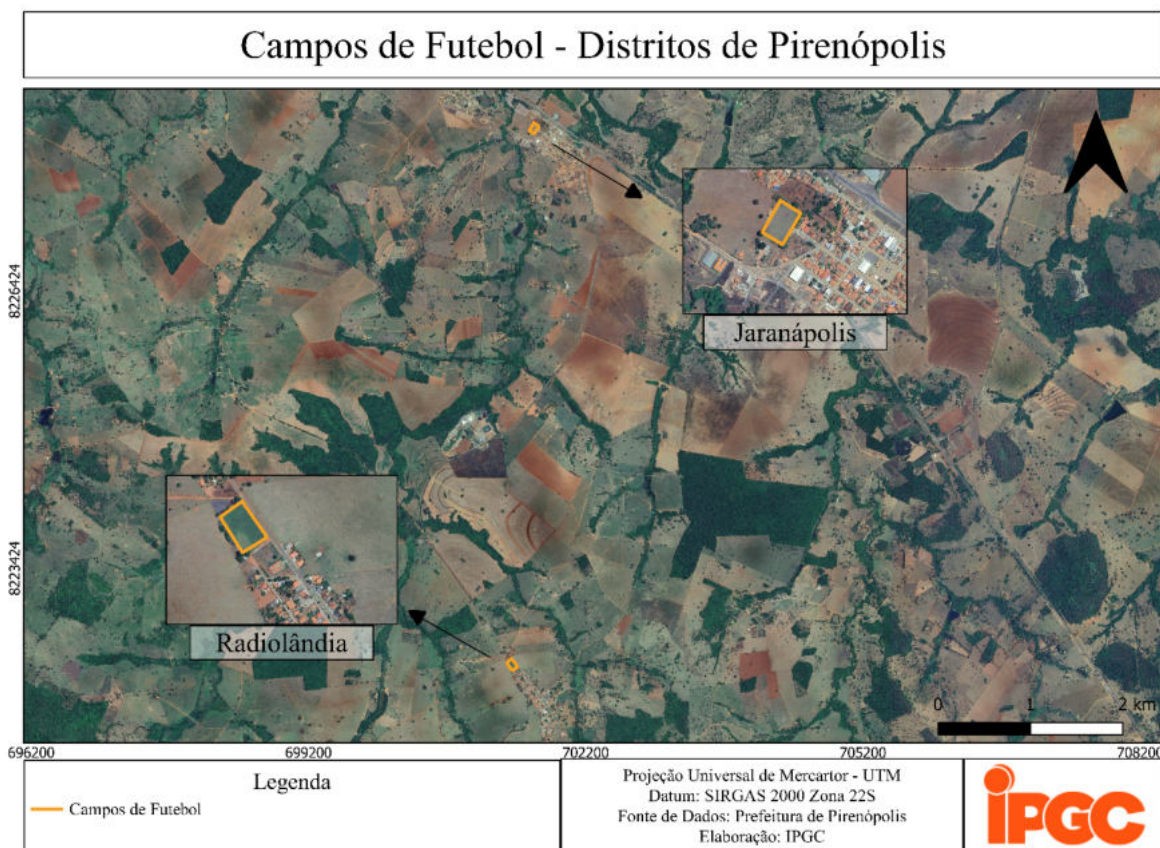 Campos de Futebol - Distritos de Pirenópolis
8226424
8223424
Jaranápolis
Radiolândia
0 1 2 km
696200 699200 702200 705200 708200
Legenda
Campos de Futebol
Projeção Universal de Mercartor - UTM
Datum: SIRGAS 2000 Zona 22S
Fonte de Dados: Prefeitura de Pirenópolis
Elaboração: IPGC
iPGC